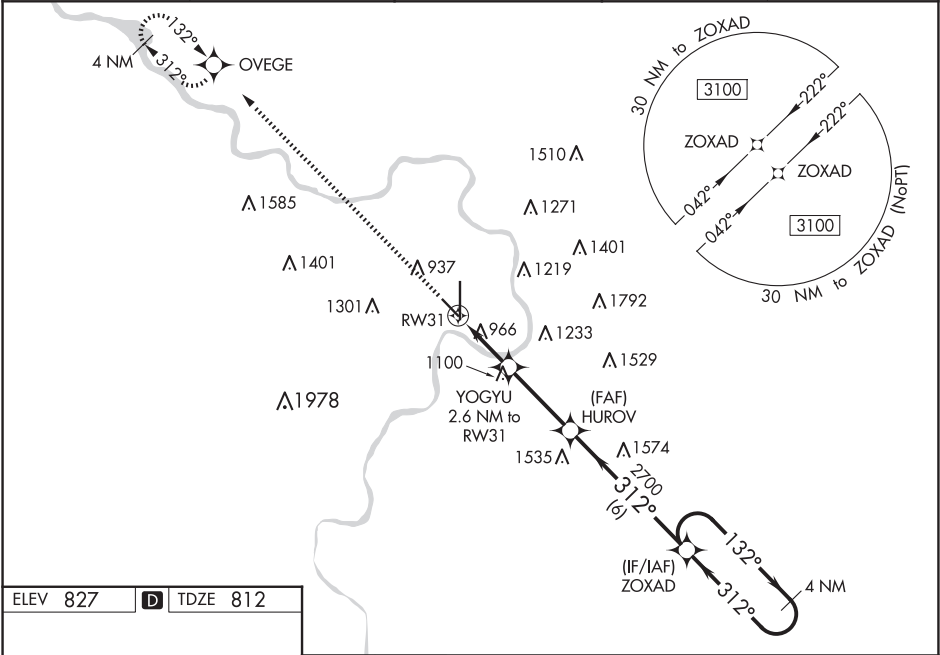 132°
312°
4 NM
OVEGE
30 NM to ZOXAD
3100
222°
ZOXAD
042°
222°
ZOXAD
042°
3100
30 NM to ZOXAD (NoPT)
1510
1585
1271
1401
1401
937
1219
1301
1792
RW31
966
1233
1100
1529
YOGYU
2.6 NM to
RW31
(FAF)
HUROV
1978
1535
1574
2700
312°
(6)
(IF/IAF)
ZOXAD
132°
312°
4 NM
ELEV 827 D TDZE 812